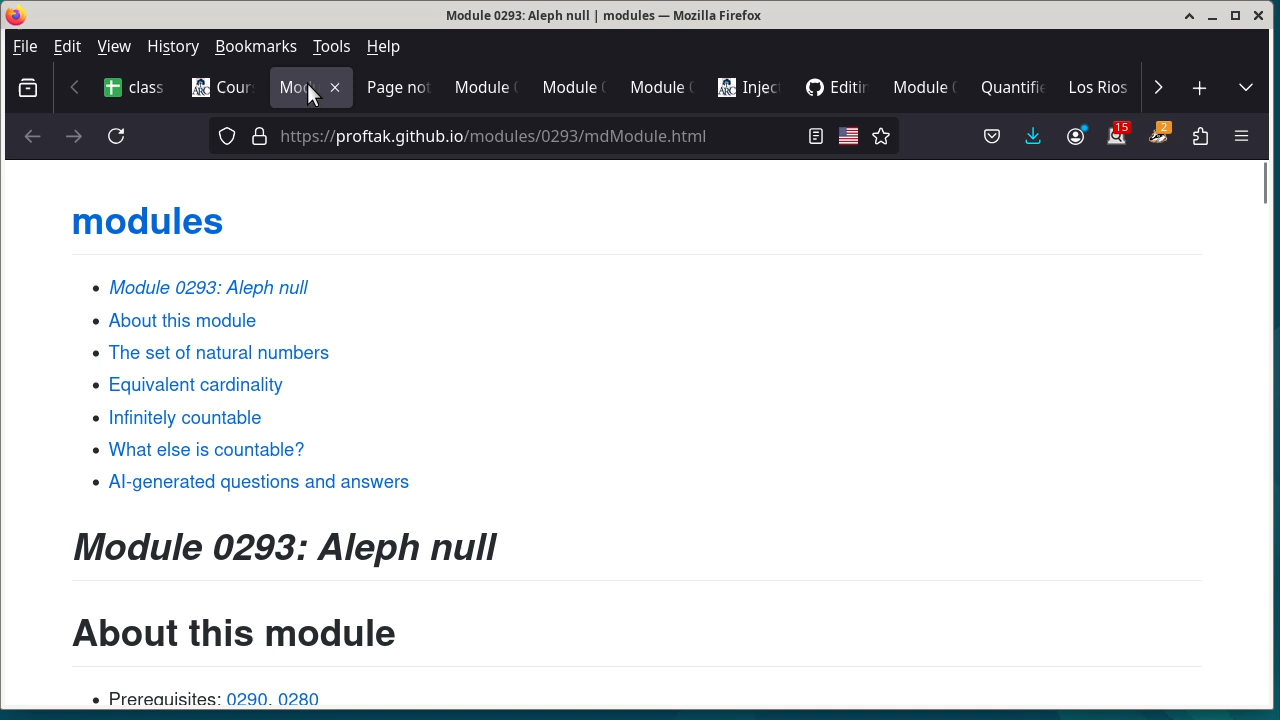 Module 0293: Aleph null | modules — Mozilla Firefox
File Edit View History Bookmarks Tools Help
class Cour Mod Page not Module Module Module Inject Editin Module Quantifie Los Rios
https://proftak.github.io/modules/0293/mdModule.html 15 2
modules
Module 0293: Aleph null
About this module
The set of natural numbers
Equivalent cardinality
Infinitely countable
What else is countable?
AI-generated questions and answers
Module 0293: Aleph null
About this module
Prerequisites: 0290, 0280